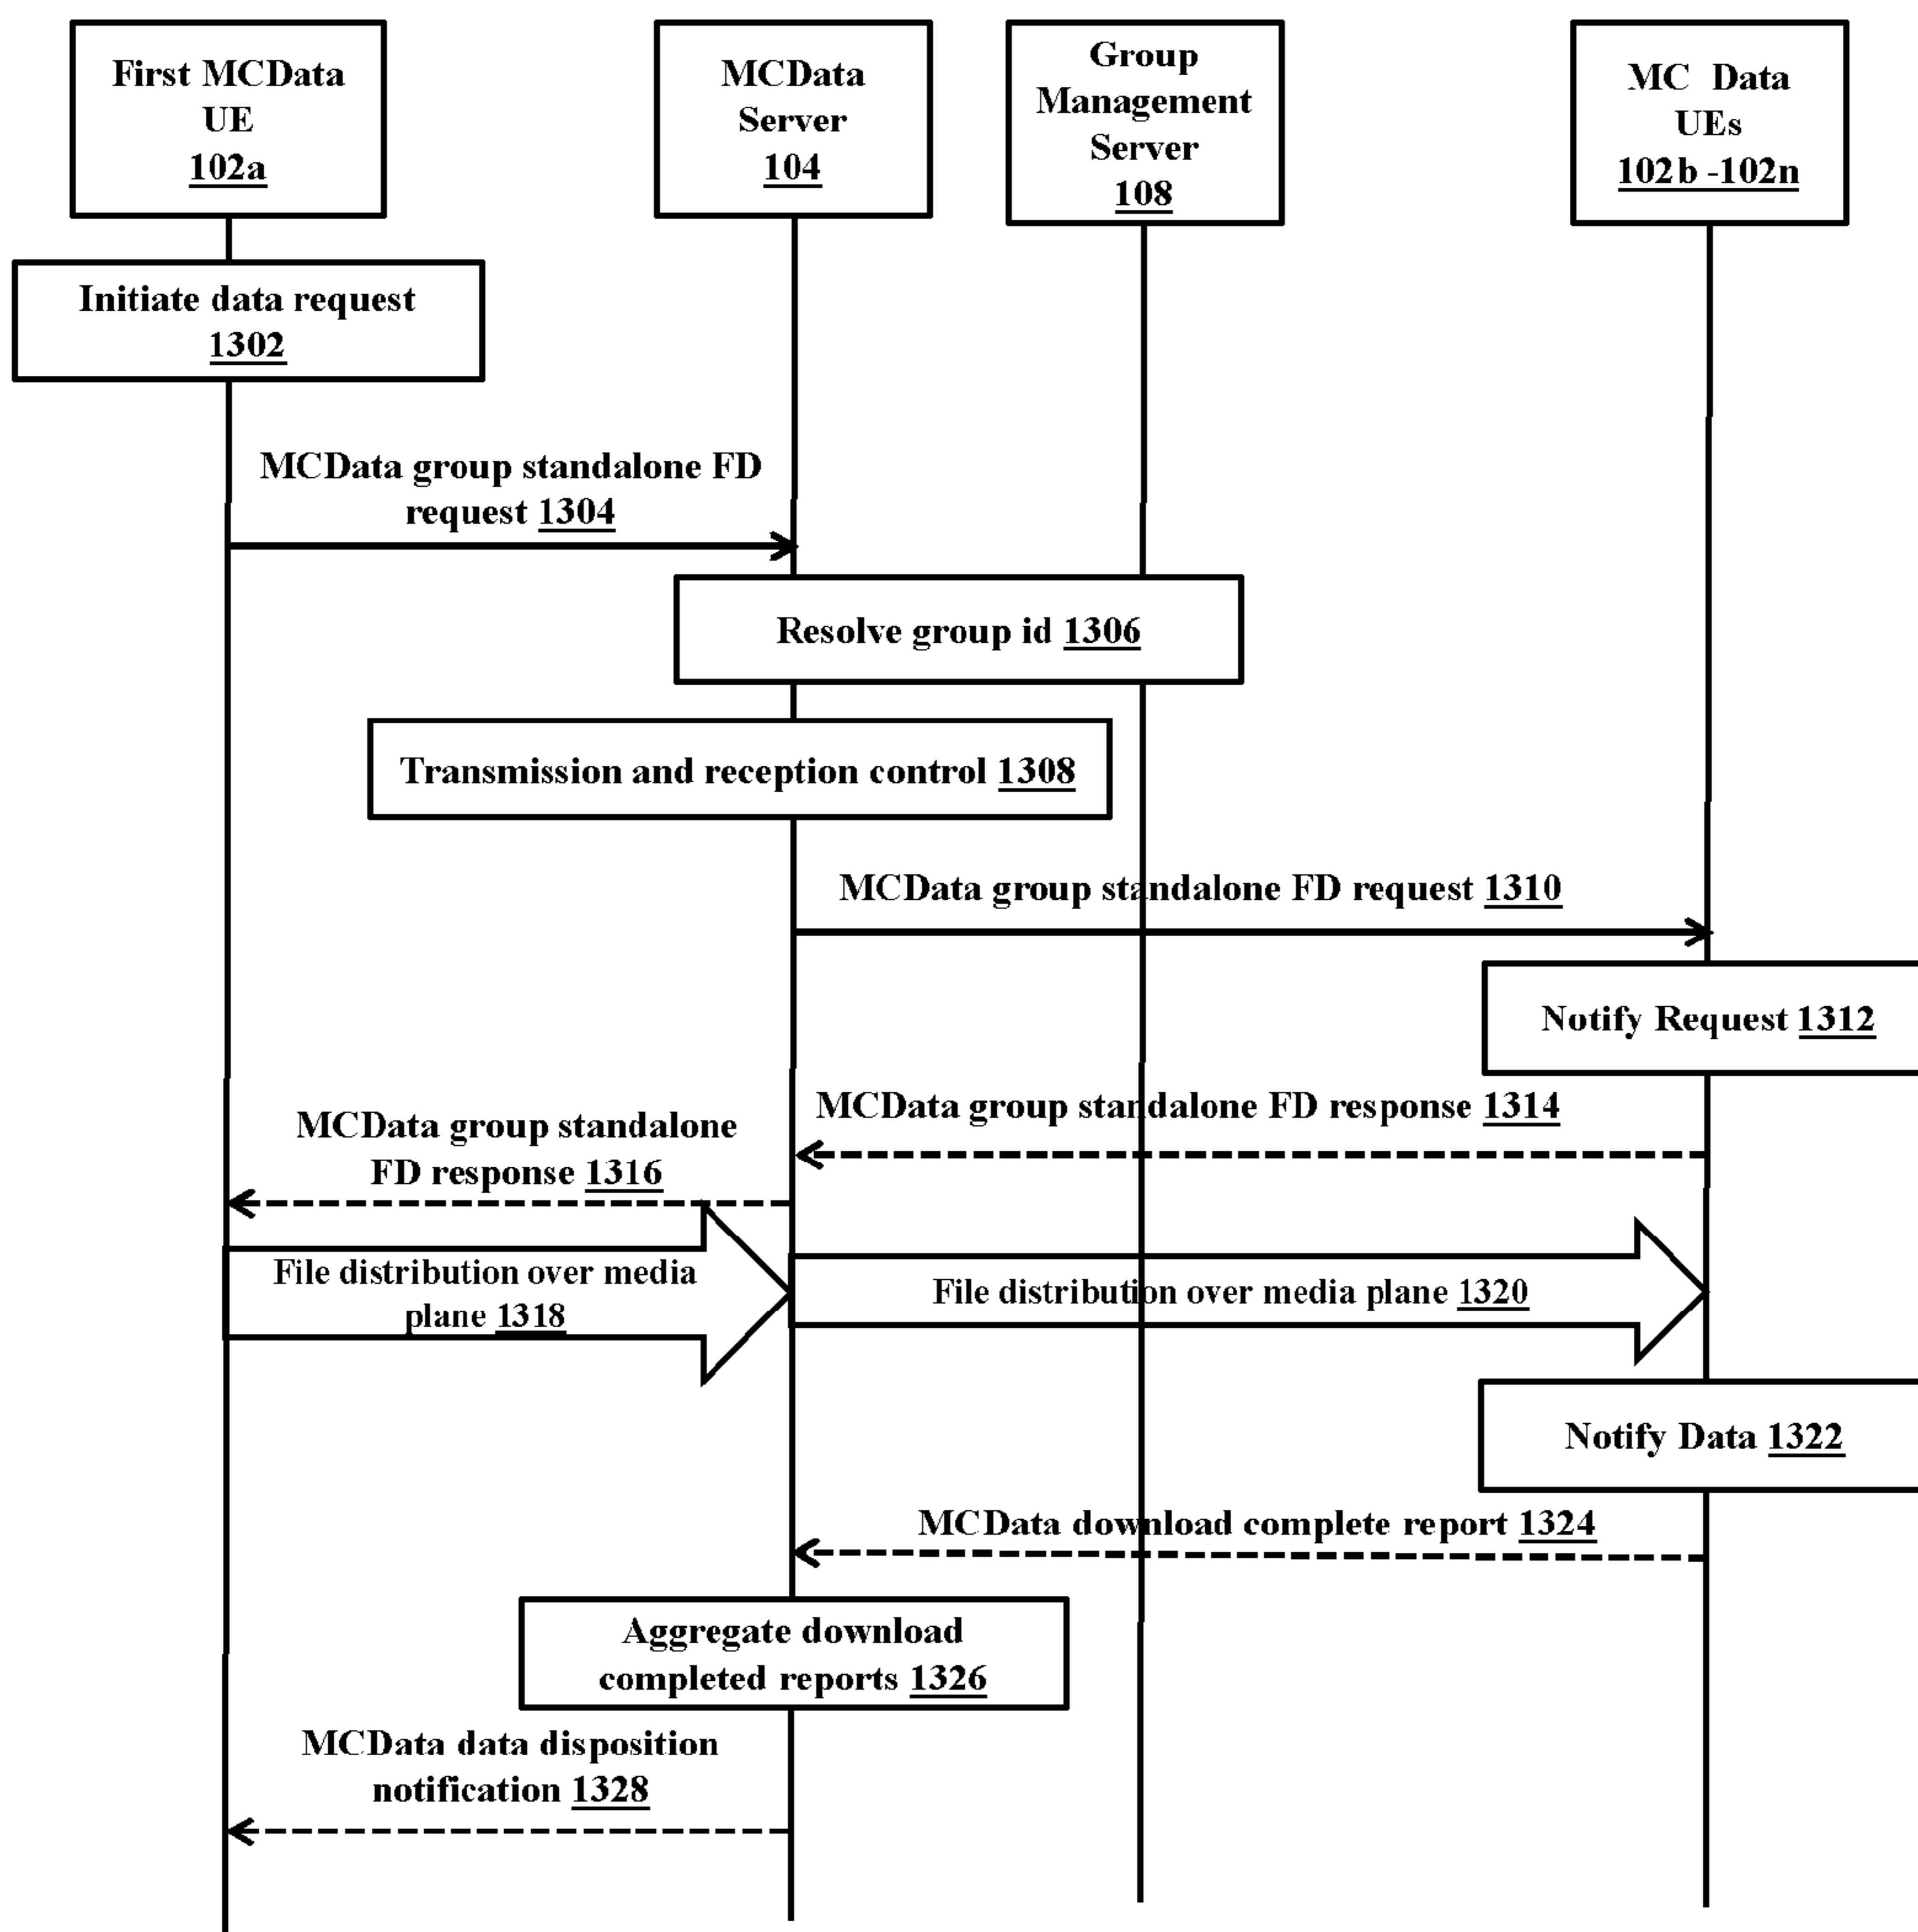 First MCData
UE
102a
MCData
Server
104
Group
Management
Server
108
MC Data
UEs
102b -102n
Initiate data request
1302
MCData group standalone FD
request 1304
Resolve group id 1306
Transmission and reception control 1308
MCData group standalone FD request 1310
Notify Request 1312
MCData group standalone FD response 1314
MCData group standalone
FD response 1316
File distribution over media
plane 1318
File distribution over media plane 1320
Notify Data 1322
MCData download complete report 1324
Aggregate download
completed reports 1326
MCData data disposition
notification 1328